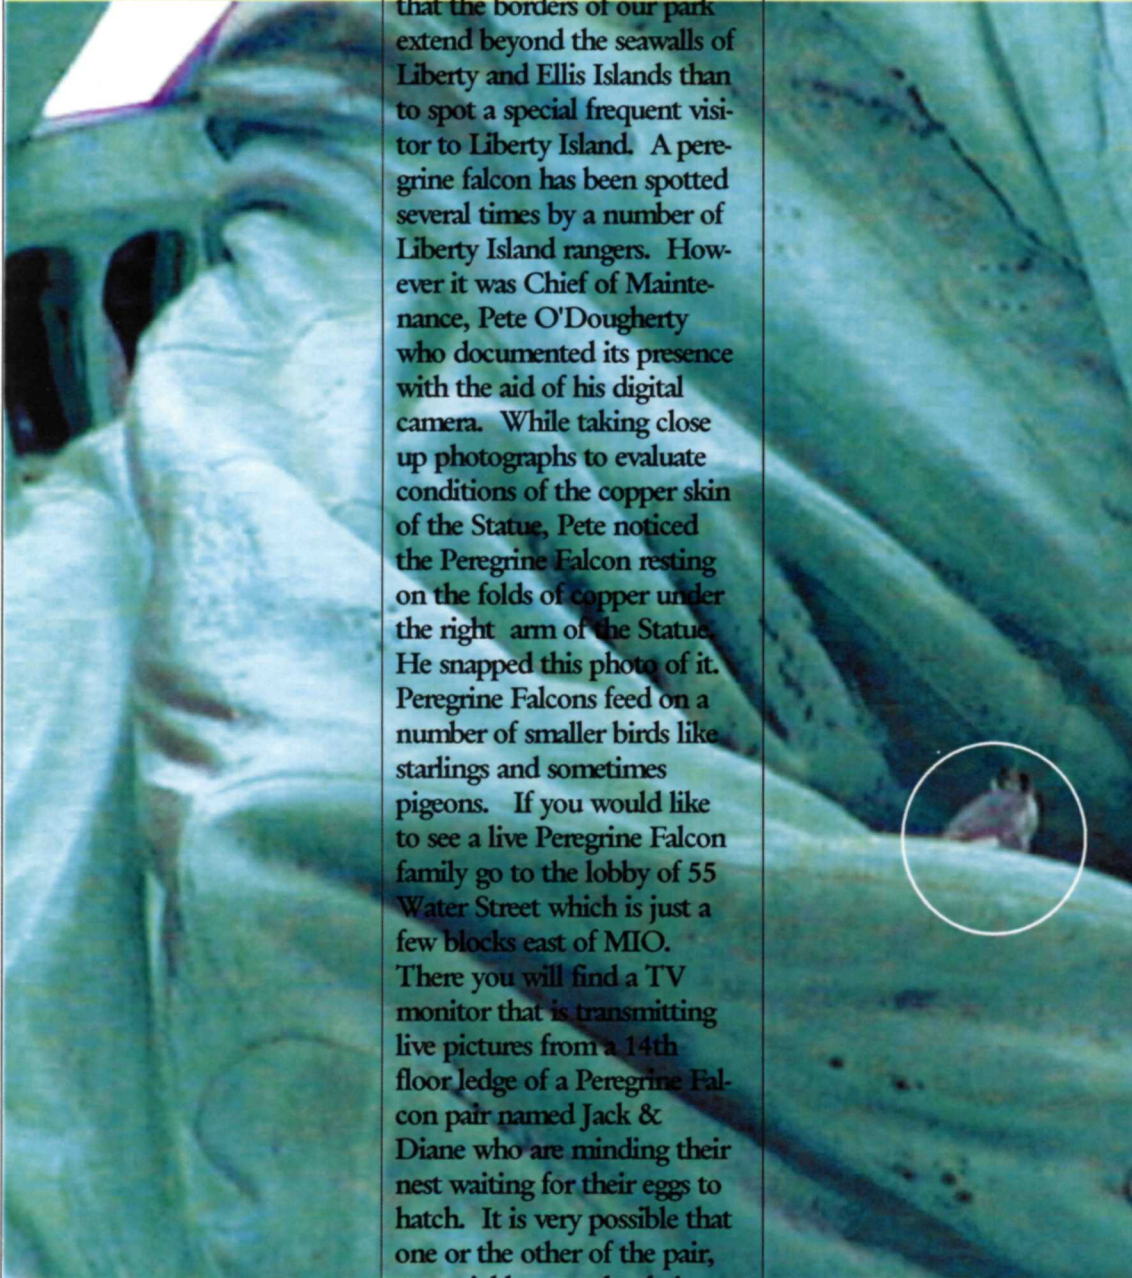 that the borders of our park
extend beyond the seawalls of
Liberty and Ellis Islands than
to spot a special frequent visi-
tor to Liberty Island.  A pere-
grine falcon has been spotted
several times by a number of
Liberty Island rangers.  How-
ever it was Chief of Mainte-
nance, Pete O'Dougherty
who documented its presence
with the aid of his digital
camera.  While taking close
up photographs to evaluate
conditions of the copper skin
of the Statue, Pete noticed
the Peregrine Falcon resting
on the folds of copper under
the right  arm of the Statue.
He snapped this photo of it.
Peregrine Falcons feed on a
number of smaller birds like
starlings and sometimes
pigeons.   If you would like
to see a live Peregrine Falcon
family go to the lobby of 55
Water Street which is just a
few blocks east of MIO.
There you will find a TV
monitor that is transmitting
live pictures from a 14th
floor ledge of a Peregrine Fal-
con pair named Jack &
Diane who are minding their
nest waiting for their eggs to
hatch.  It is very possible that
one or the other of the pair,